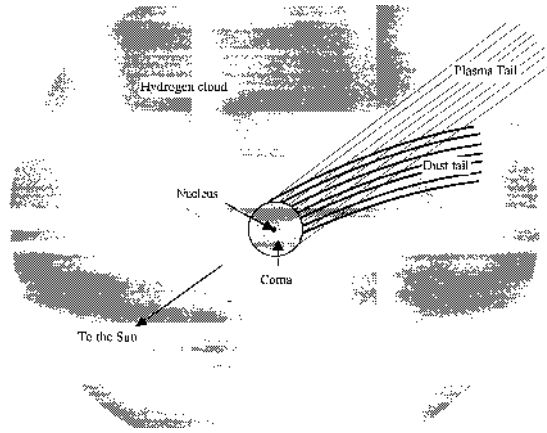 Plasma Tail
Hydrogen cloud
Dust tail
Nucleus
Coma
To the Sun